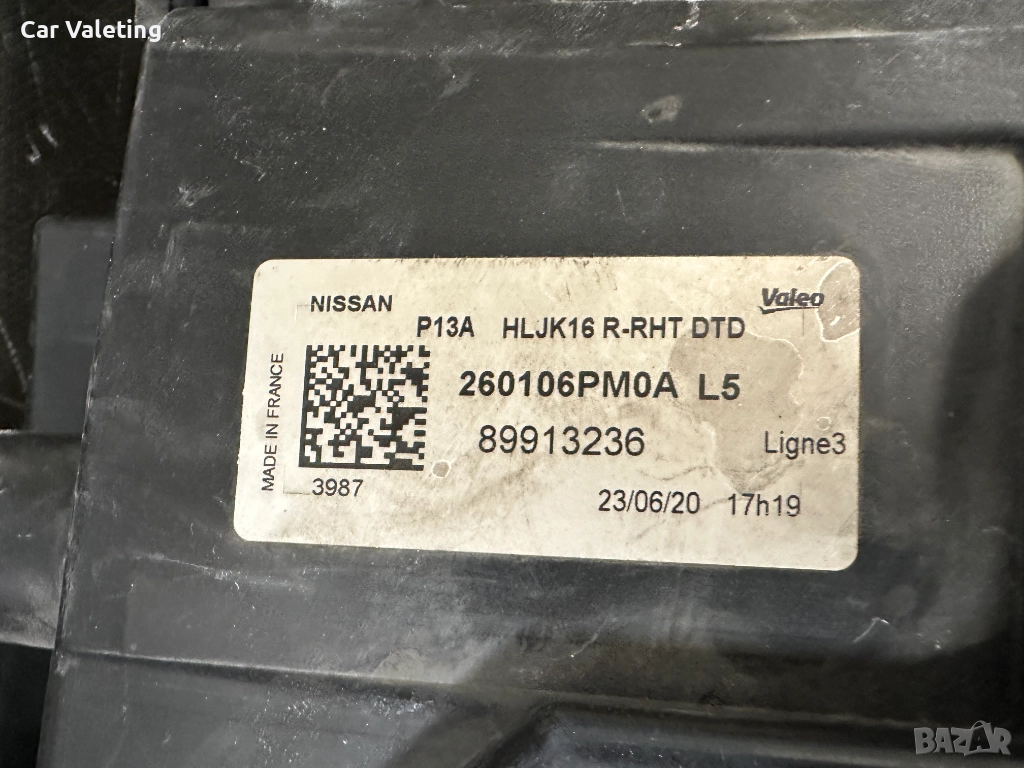 Car Valeting
NISSAN
Valeo
P13A HLJK16 R-RHT DTD
260106PM0A L5
89913236
Ligne3
MADE IN FRANCE
3987
23/06/20 17h19
BAZAR